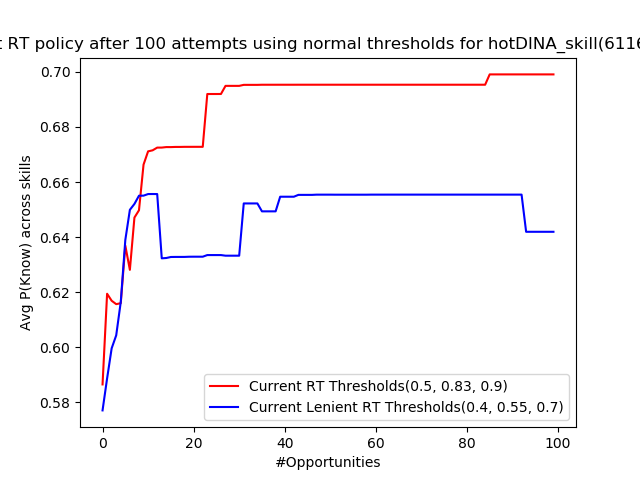 RT policy after 100 attempts using normal thresholds for hotDINA_skill(6116
0.70
0.68
0.66
0.64
0.62
0.60
0.58
Avg P(Know) across skills
Current RT Thresholds(0.5, 0.83, 0.9)
Current Lenient RT Thresholds(0.4, 0.55, 0.7)
0 20 40 60 80 100
#Opportunities